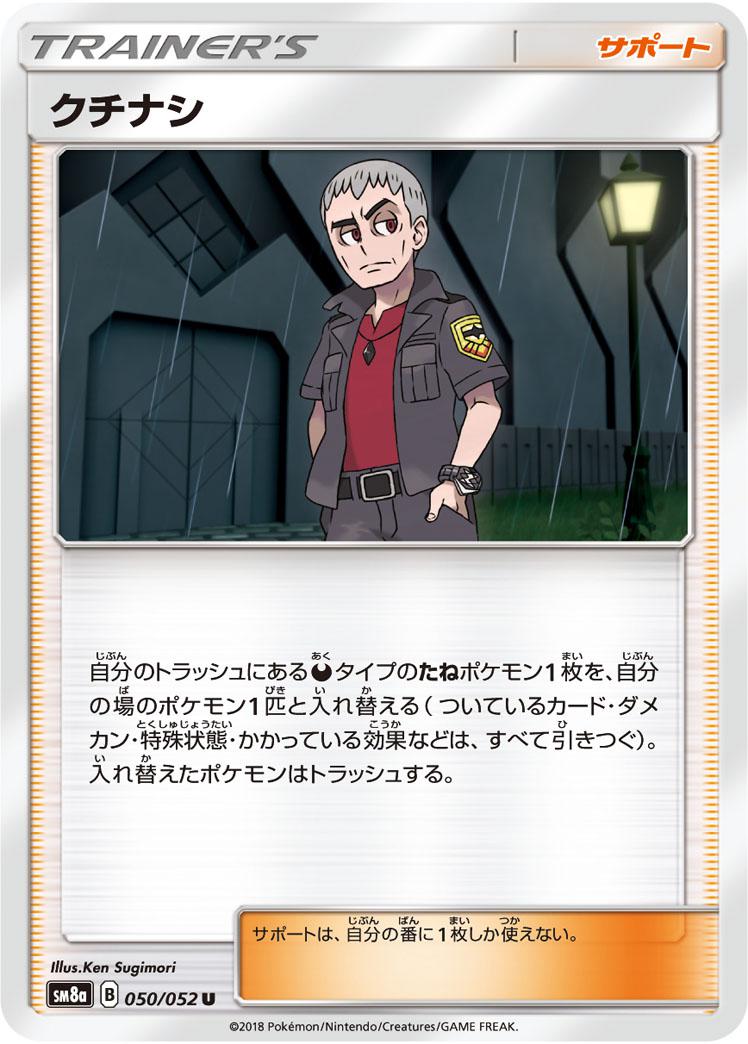 TRAINER'S
サポート
クチナシ
自分のトラッシュにあるタイプのたねポケモン1枚を、自分
の場のポケモン1匹と入れ替える(ついているカード・ダメ
カン・特殊状態・かかっている効果などは、すべて引きつぐ)。
入れ替えたポケモンはトラッシュする。
サポートは、自分の番に1枚しか使えない。
Illus.Ken Sugimori
SM8a B 050/052 U
©2018 Pokémon/Nintendo/Creatures/GAME FREAK.